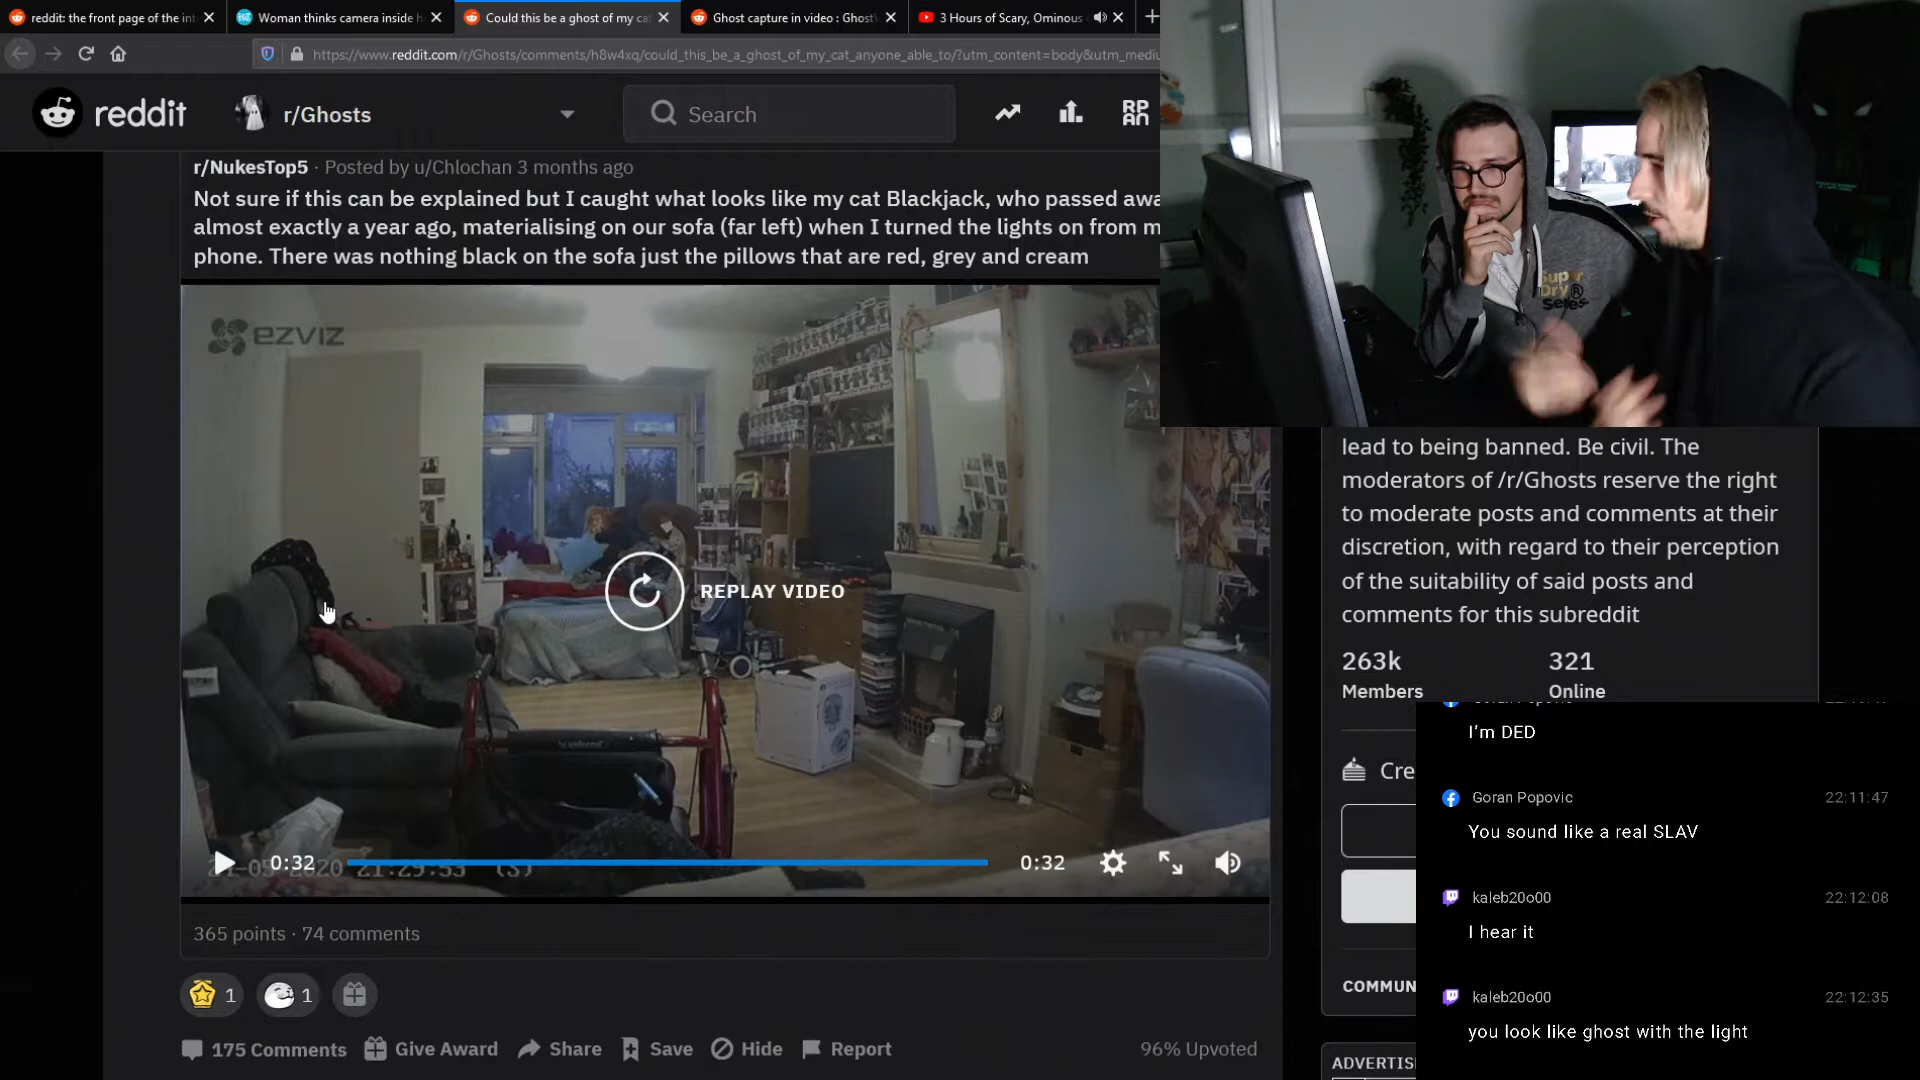 reddit: the front page of the int
Woman thinks camera inside h
Could this be a ghost of my ca
Ghost capture in video : Ghost
3 Hours of Scary, Ominous
https://www.reddit.com/r/Ghosts/comments/h8w4xq/could_this_be_a_ghost_of_my_cat_anyone_able_to/?utm_content=body&utm_mediu
reddit
r/Ghosts
Search
RP
AN
r/NukesTop5 · Posted by u/Chlochan 3 months ago
Not sure if this can be explained but I caught what looks like my cat Blackjack, who passed awa
almost exactly a year ago, materialising on our sofa (far left) when I turned the lights on from m
phone. There was nothing black on the sofa just the pillows that are red, grey and cream
ezviz
Super
Dry®
REPLAY VIDEO
0:32
0:32
2020 21:29:53 (S)
365 points · 74 comments
1
1
175 Comments
Give Award
Share
Save
Hide
Report
96% Upvoted
lead to being banned. Be civil. The
moderators of /r/Ghosts reserve the right
to moderate posts and comments at their
discretion, with regard to their perception
of the suitability of said posts and
comments for this subreddit
263k
321
Members
Online
Cre
COMMUN
ADVERTIS
I'm DED
Goran Popovic
22:11:47
You sound like a real SLAV
kaleb20o00
22:12:08
I hear it
kaleb20o00
22:12:35
you look like ghost with the light